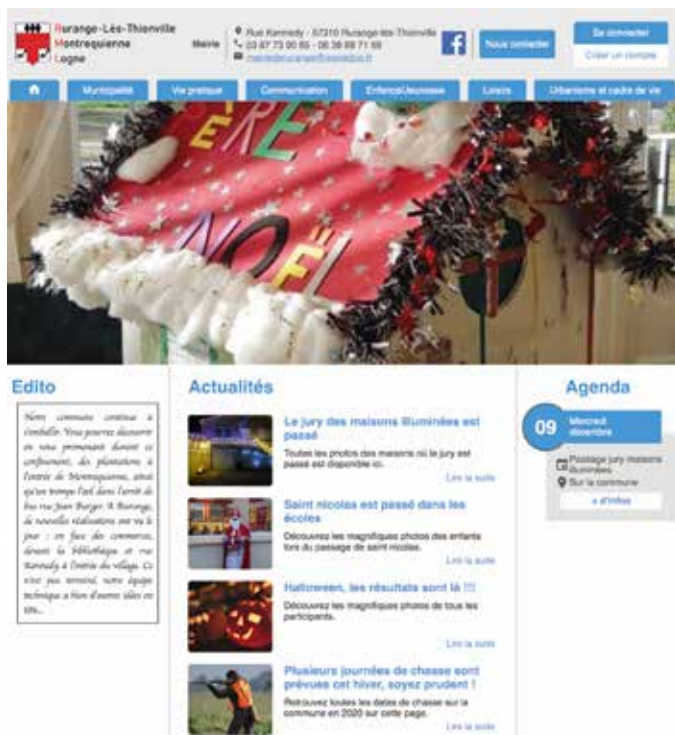 Rurange-Lès-Thionville
Montrequienne
Logne
Mairie
Rue Kennedy - 57310 Rurange-lès-Thionville
03 87 73 90 85 - 06 38 89 71 58
Nous contacter
Se connecter
Créer un compte
Municipalité
Vie pratique
Communication
Enfance/Jeunesse
Loisirs
Urbanisme et cadre de vie
ERE
NOËL
Edito
Notre commune continue à
s'embellir. Vous pourrez découvrir
en vous promenant durant ce
confinement, des plantations à
l'entrée de Montrequienne, ainsi
qu'un trompe l'œil dans l'arrêt de
bus rue Jean Burger. A Rurange,
de nouvelles réalisations ont vu le
jour : en face des commerces,
devant la bibliothèque et rue
Kennedy à l'entrée du village. Ce
n'est pas terminé, notre équipe
technique a bien d'autres idées en
tête...
Actualités
Le jury des maisons illuminées est
passé
Toutes les photos des maisons où le jury est
passé est disponible ici.
Lire la suite
Saint nicolas est passé dans les
écoles
Découvrez les magnifiques photos des enfants
lors du passage de saint nicolas.
Lire la suite
Halloween, les résultats sont là !!!
Découvrez les magnifiques photos de tous les
participants.
Lire la suite
Plusieurs journées de chasse sont
prévues cet hiver, soyez prudent !
Retrouvez toutes les dates de chasse sur la
commune en 2020 sur cette page.
Lire la suite
Agenda
09
Mercredi
décembre
Passage jury maisons
illuminées
Sur la commune
+ d'infos